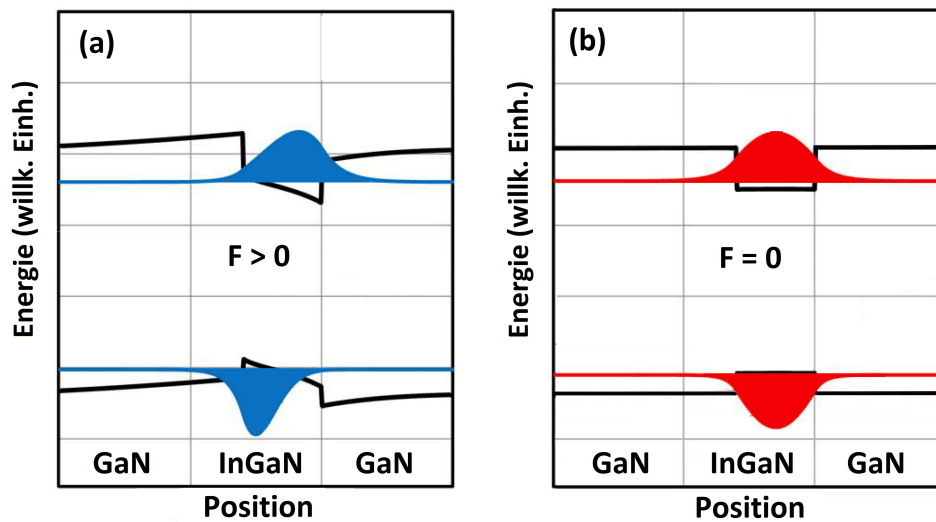 (a)
Energie (willk. Einh.)
F > 0
GaN InGaN GaN
Position
(b)
Energie (willk. Einh.)
F = 0
GaN InGaN GaN
Position